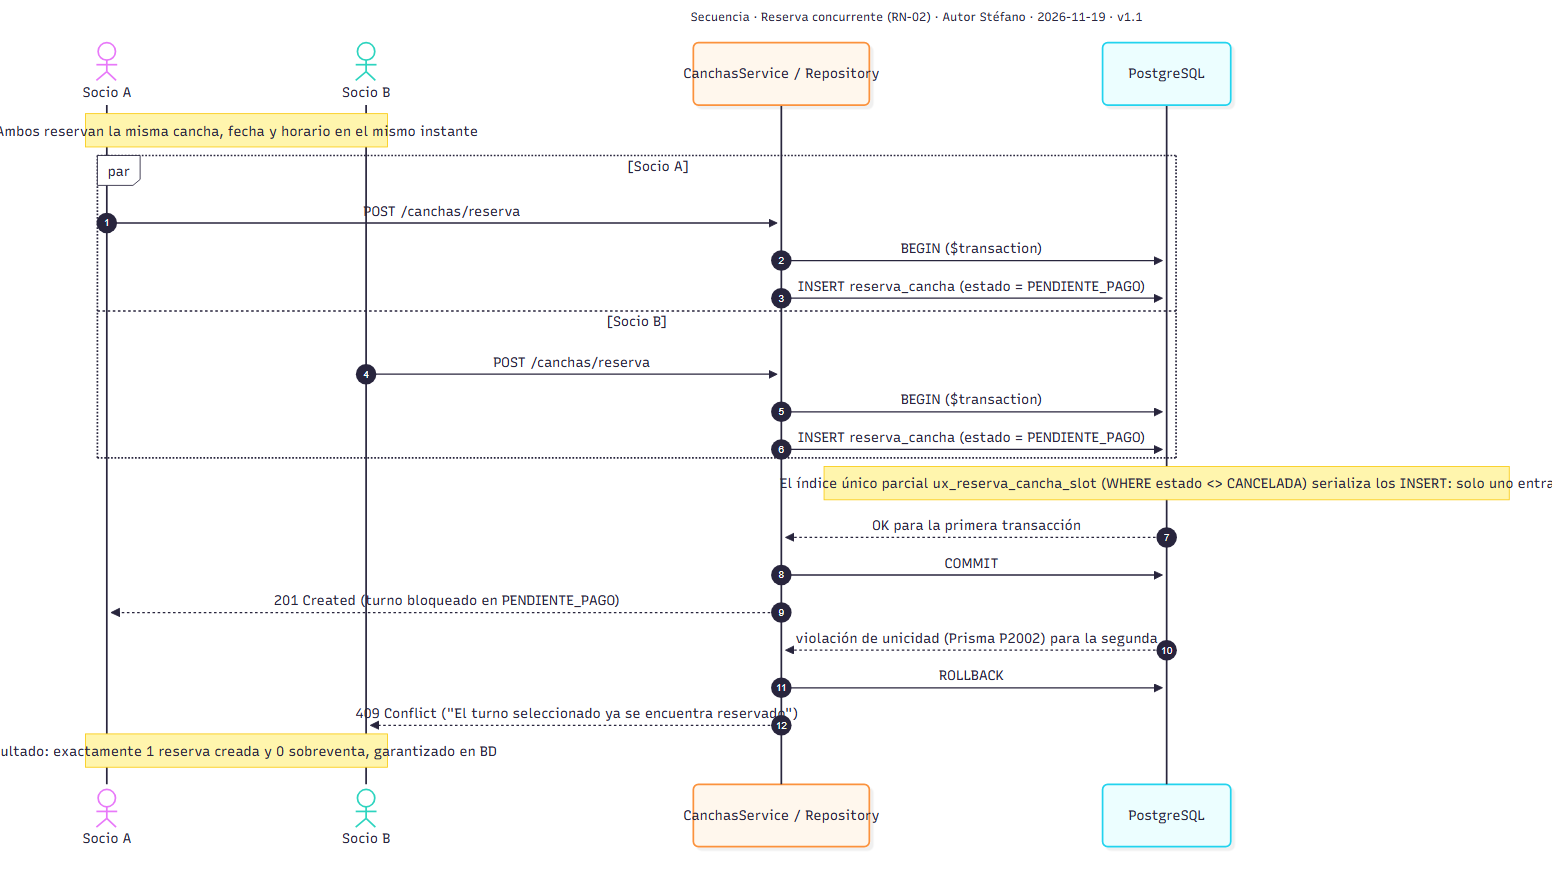 Secuencia · Reserva concurrente (RN-02) · Autor Stéfano · 2026-11-19 · v1.1
Socio A
Socio B
CanchasService / Repository
PostgreSQL
Ambos reservan la misma cancha, fecha y horario en el mismo instante
par
[Socio A]
POST /canchas/reserva
1
BEGIN ($transaction)
2
INSERT reserva_cancha (estado = PENDIENTE_PAGO)
3
[Socio B]
POST /canchas/reserva
4
BEGIN ($transaction)
5
INSERT reserva_cancha (estado = PENDIENTE_PAGO)
6
El índice único parcial ux_reserva_cancha_slot (WHERE estado <> CANCELADA) serializa los INSERT: solo uno entra
OK para la primera transacción
7
COMMIT
8
201 Created (turno bloqueado en PENDIENTE_PAGO)
9
violación de unicidad (Prisma P2002) para la segunda
10
ROLLBACK
11
409 Conflict ("El turno seleccionado ya se encuentra reservado")
12
ultado: exactamente 1 reserva creada y 0 sobreventa, garantizado en BD
Socio A
Socio B
CanchasService / Repository
PostgreSQL